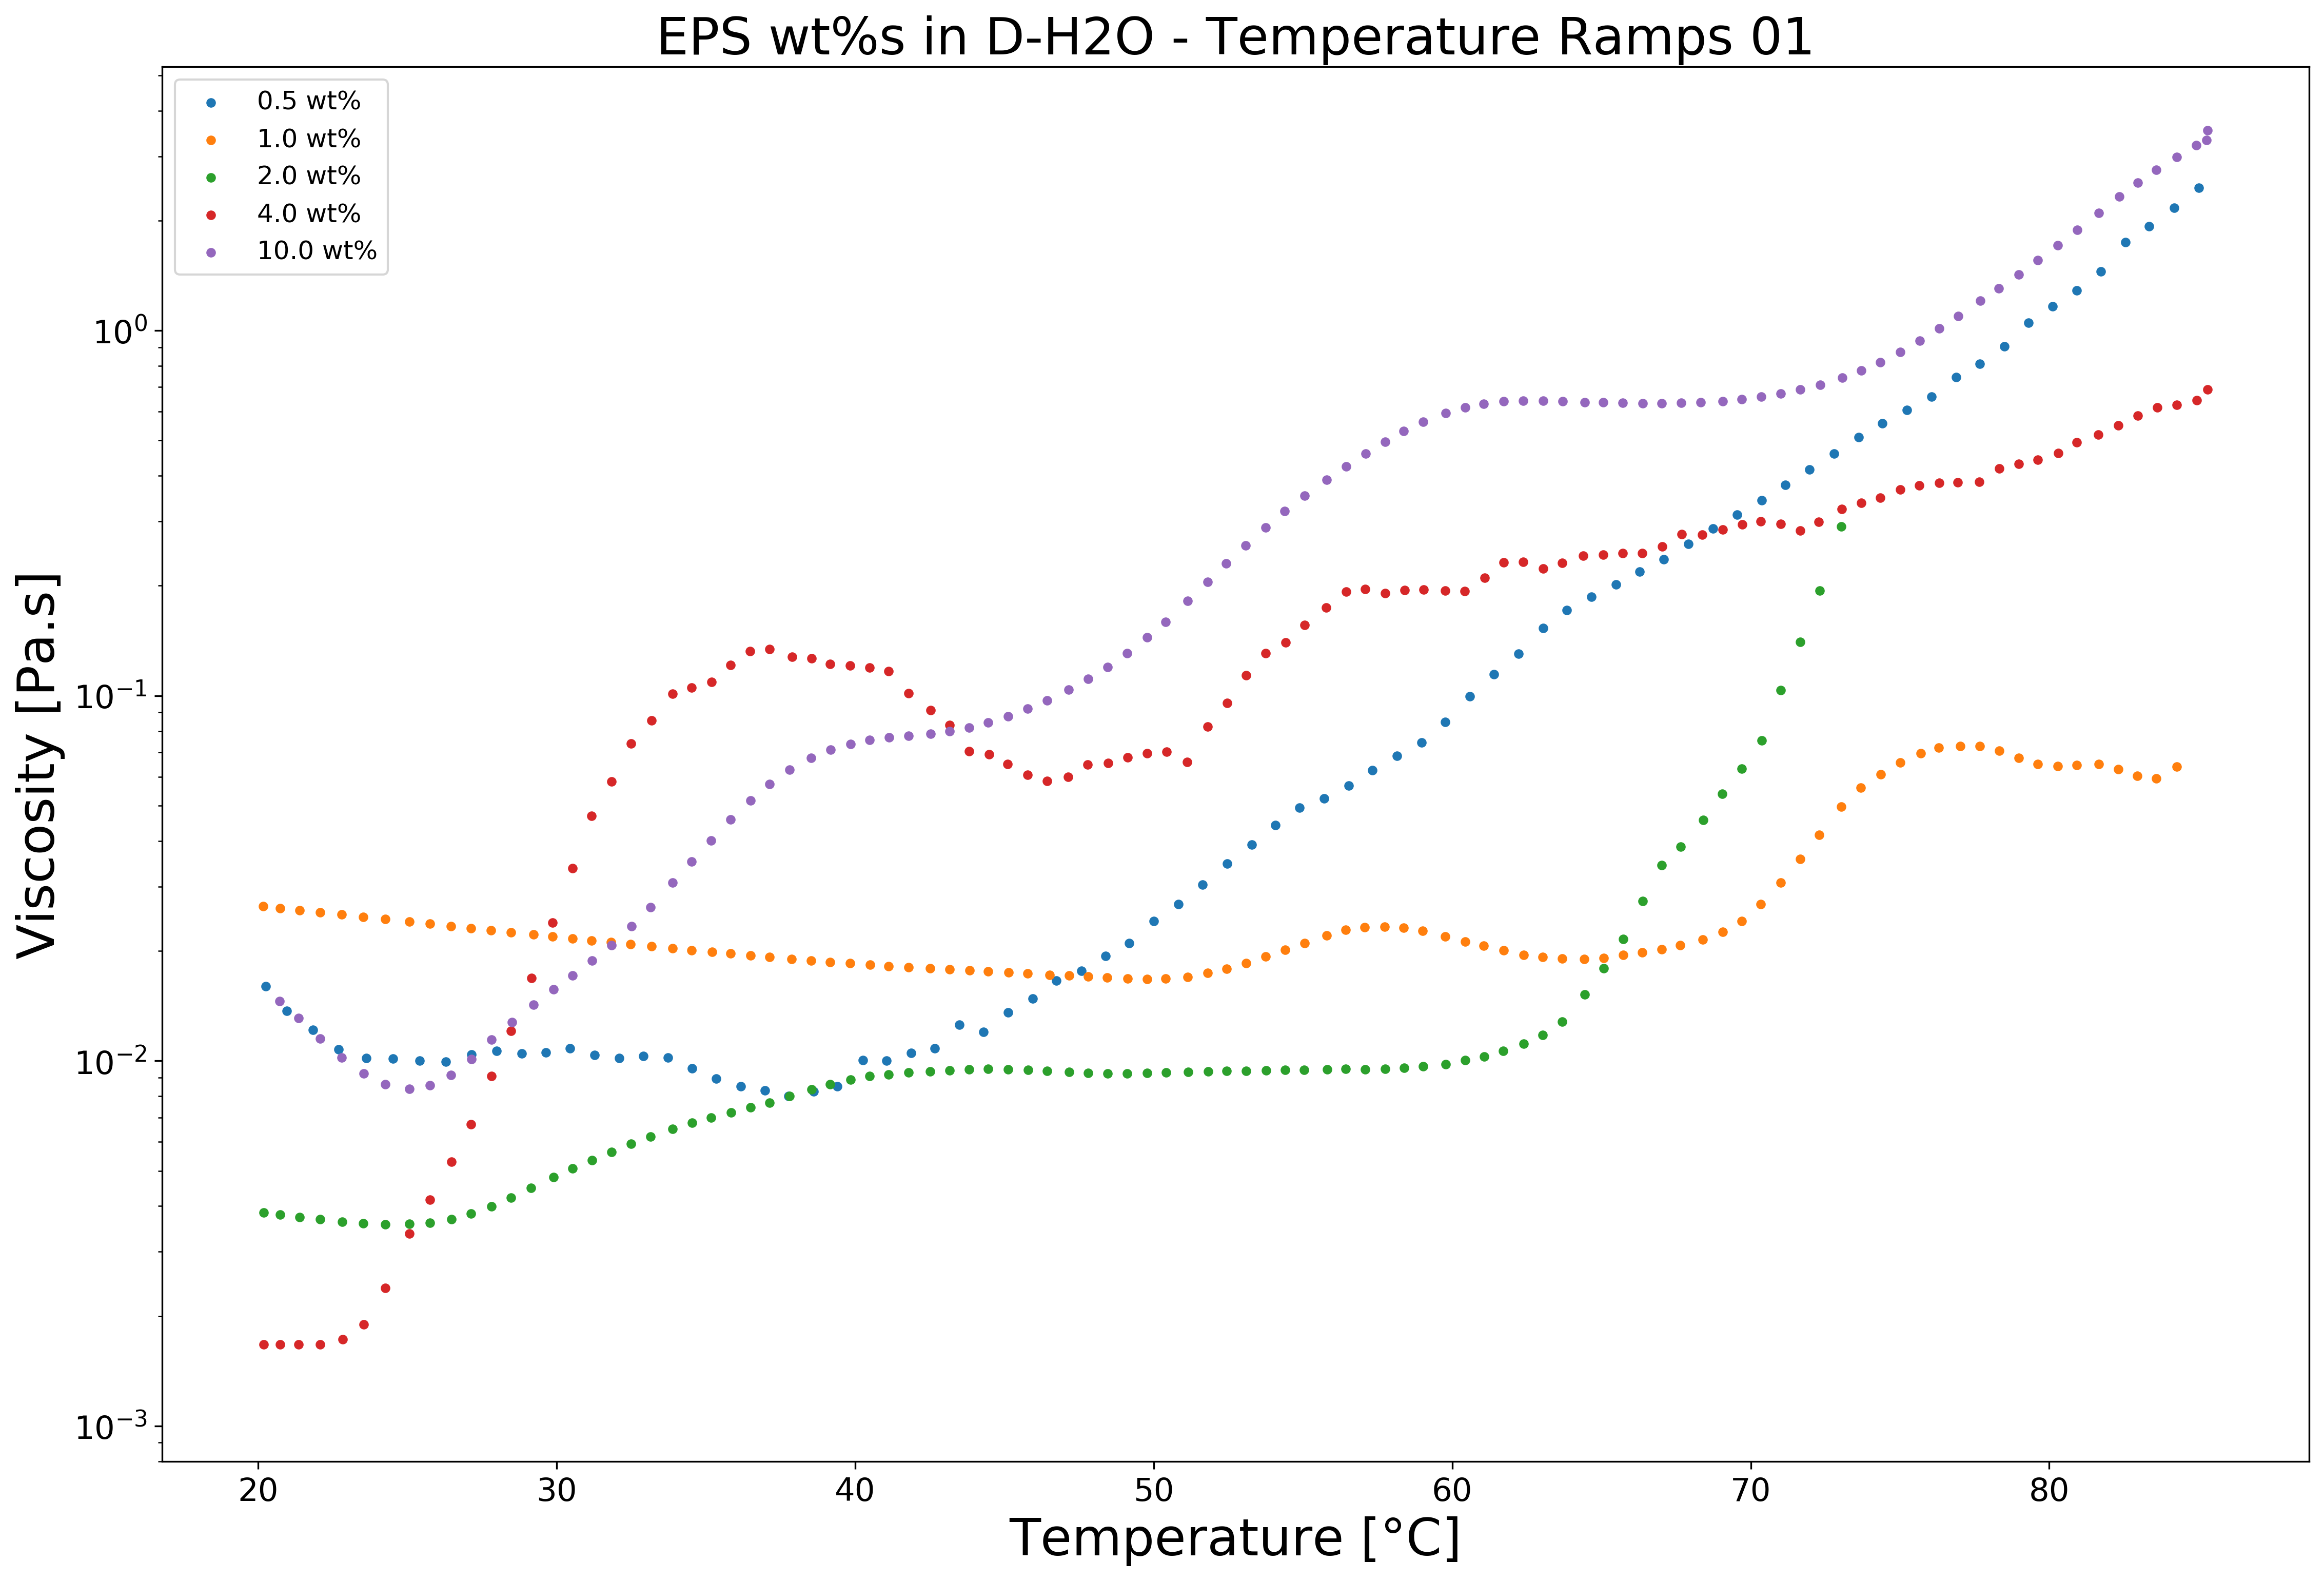 EPS wt%s in D-H2O - Temperature Ramps 01
0.5 wt%
1.0 wt%
2.0 wt%
4.0 wt%
10.0 wt%
Viscosity [Pa.s]
10⁰
10⁻¹
10⁻²
10⁻³
20 30 40 50 60 70 80
Temperature [°C]